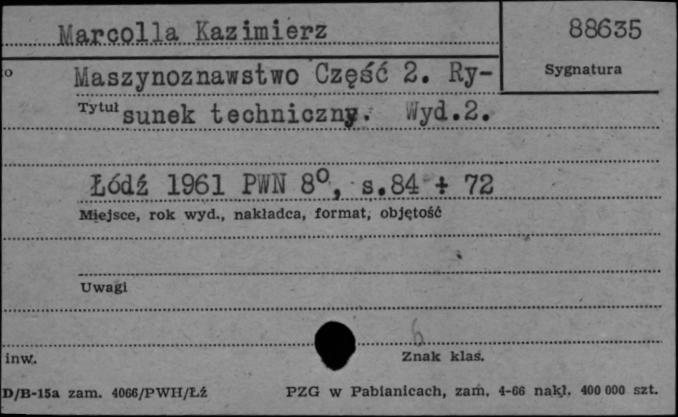 Marcolla Kazimierz
88635
Sygnatura
Maszynoznawstwo Część 2. Ry-
Tytuł sunek techniczny. Wyd.2.
Łódź 1961 PWN 8°, s.84 + 72
Miejsce, rok wyd., nakładca, format, objętość
Uwagi
6
inw.
Znak klas.
D/B-15a zam. 4066/PWH/Łź
PZG w Pabianicach, zam. 4-66 nakł. 400 000 szt.